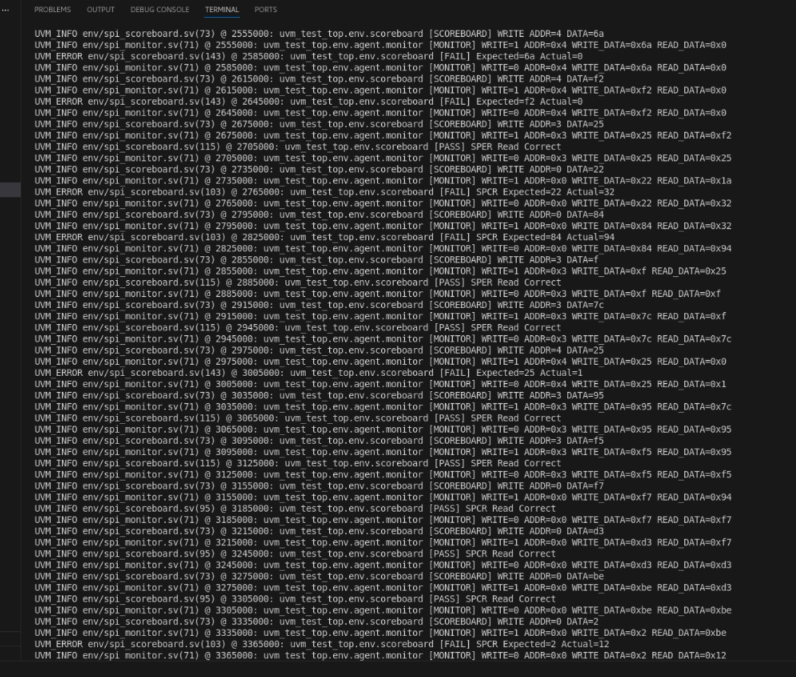 PROBLEMS OUTPUT DEBUG CONSOLE TERMINAL PORTS
UVM_INFO env/spi_scoreboard.sv(73) @ 2555000: uvm_test_top.env.scoreboard [SCOREBOARD] WRITE ADDR=4 DATA=6a
UVM_INFO env/spi_monitor.sv(71) @ 2555000: uvm_test_top.env.agent.monitor [MONITOR] WRITE=1 ADDR=0x4 WRITE_DATA=0x6a READ_DATA=0x0
UVM_ERROR env/spi_scoreboard.sv(143) @ 2585000: uvm_test_top.env.scoreboard [FAIL] Expected=6a Actual=0
UVM_INFO env/spi_monitor.sv(71) @ 2585000: uvm_test_top.env.agent.monitor [MONITOR] WRITE=0 ADDR=0x4 WRITE_DATA=0x6a READ_DATA=0x0
UVM_INFO env/spi_scoreboard.sv(73) @ 2615000: uvm_test_top.env.scoreboard [SCOREBOARD] WRITE ADDR=4 DATA=f2
UVM_INFO env/spi_monitor.sv(71) @ 2615000: uvm_test_top.env.agent.monitor [MONITOR] WRITE=1 ADDR=0x4 WRITE_DATA=0xf2 READ_DATA=0x0
UVM_ERROR env/spi_scoreboard.sv(143) @ 2645000: uvm_test_top.env.scoreboard [FAIL] Expected=f2 Actual=0
UVM_INFO env/spi_monitor.sv(71) @ 2645000: uvm_test_top.env.agent.monitor [MONITOR] WRITE=0 ADDR=0x4 WRITE_DATA=0xf2 READ_DATA=0x0
UVM_INFO env/spi_scoreboard.sv(73) @ 2675000: uvm_test_top.env.scoreboard [SCOREBOARD] WRITE ADDR=3 DATA=25
UVM_INFO env/spi_monitor.sv(71) @ 2675000: uvm_test_top.env.agent.monitor [MONITOR] WRITE=1 ADDR=0x3 WRITE_DATA=0x25 READ_DATA=0xf2
UVM_INFO env/spi_scoreboard.sv(115) @ 2705000: uvm_test_top.env.scoreboard [PASS] SPER Read Correct
UVM_INFO env/spi_monitor.sv(71) @ 2705000: uvm_test_top.env.agent.monitor [MONITOR] WRITE=0 ADDR=0x3 WRITE_DATA=0x25 READ_DATA=0x25
UVM_INFO env/spi_scoreboard.sv(73) @ 2735000: uvm_test_top.env.scoreboard [SCOREBOARD] WRITE ADDR=0 DATA=22
UVM_INFO env/spi_monitor.sv(71) @ 2735000: uvm_test_top.env.agent.monitor [MONITOR] WRITE=1 ADDR=0x0 WRITE_DATA=0x22 READ_DATA=0x1a
UVM_ERROR env/spi_scoreboard.sv(103) @ 2765000: uvm_test_top.env.scoreboard [FAIL] SPCR Expected=22 Actual=32
UVM_INFO env/spi_monitor.sv(71) @ 2765000: uvm_test_top.env.agent.monitor [MONITOR] WRITE=0 ADDR=0x0 WRITE_DATA=0x22 READ_DATA=0x32
UVM_INFO env/spi_scoreboard.sv(73) @ 2795000: uvm_test_top.env.scoreboard [SCOREBOARD] WRITE ADDR=0 DATA=84
UVM_INFO env/spi_monitor.sv(71) @ 2795000: uvm_test_top.env.agent.monitor [MONITOR] WRITE=1 ADDR=0x0 WRITE_DATA=0x84 READ_DATA=0x32
UVM_ERROR env/spi_scoreboard.sv(103) @ 2825000: uvm_test_top.env.scoreboard [FAIL] SPCR Expected=84 Actual=94
UVM_INFO env/spi_monitor.sv(71) @ 2825000: uvm_test_top.env.agent.monitor [MONITOR] WRITE=0 ADDR=0x0 WRITE_DATA=0x84 READ_DATA=0x94
UVM_INFO env/spi_scoreboard.sv(73) @ 2855000: uvm_test_top.env.scoreboard [SCOREBOARD] WRITE ADDR=3 DATA=f
UVM_INFO env/spi_monitor.sv(71) @ 2855000: uvm_test_top.env.agent.monitor [MONITOR] WRITE=1 ADDR=0x3 WRITE_DATA=0xf READ_DATA=0x25
UVM_INFO env/spi_scoreboard.sv(115) @ 2885000: uvm_test_top.env.scoreboard [PASS] SPER Read Correct
UVM_INFO env/spi_monitor.sv(71) @ 2885000: uvm_test_top.env.agent.monitor [MONITOR] WRITE=0 ADDR=0x3 WRITE_DATA=0xf READ_DATA=0xf
UVM_INFO env/spi_scoreboard.sv(73) @ 2915000: uvm_test_top.env.scoreboard [SCOREBOARD] WRITE ADDR=3 DATA=7c
UVM_INFO env/spi_monitor.sv(71) @ 2915000: uvm_test_top.env.agent.monitor [MONITOR] WRITE=1 ADDR=0x3 WRITE_DATA=0x7c READ_DATA=0xf
UVM_INFO env/spi_scoreboard.sv(115) @ 2945000: uvm_test_top.env.scoreboard [PASS] SPER Read Correct
UVM_INFO env/spi_monitor.sv(71) @ 2945000: uvm_test_top.env.agent.monitor [MONITOR] WRITE=0 ADDR=0x3 WRITE_DATA=0x7c READ_DATA=0x7c
UVM_INFO env/spi_scoreboard.sv(73) @ 2975000: uvm_test_top.env.scoreboard [SCOREBOARD] WRITE ADDR=4 DATA=25
UVM_INFO env/spi_monitor.sv(71) @ 2975000: uvm_test_top.env.agent.monitor [MONITOR] WRITE=1 ADDR=0x4 WRITE_DATA=0x25 READ_DATA=0x0
UVM_ERROR env/spi_scoreboard.sv(143) @ 3005000: uvm_test_top.env.scoreboard [FAIL] Expected=25 Actual=1
UVM_INFO env/spi_monitor.sv(71) @ 3005000: uvm_test_top.env.agent.monitor [MONITOR] WRITE=0 ADDR=0x4 WRITE_DATA=0x25 READ_DATA=0x1
UVM_INFO env/spi_scoreboard.sv(73) @ 3035000: uvm_test_top.env.scoreboard [SCOREBOARD] WRITE ADDR=3 DATA=95
UVM_INFO env/spi_monitor.sv(71) @ 3035000: uvm_test_top.env.agent.monitor [MONITOR] WRITE=1 ADDR=0x3 WRITE_DATA=0x95 READ_DATA=0x7c
UVM_INFO env/spi_scoreboard.sv(115) @ 3065000: uvm_test_top.env.scoreboard [PASS] SPER Read Correct
UVM_INFO env/spi_monitor.sv(71) @ 3065000: uvm_test_top.env.agent.monitor [MONITOR] WRITE=0 ADDR=0x3 WRITE_DATA=0x95 READ_DATA=0x95
UVM_INFO env/spi_scoreboard.sv(73) @ 3095000: uvm_test_top.env.scoreboard [SCOREBOARD] WRITE ADDR=3 DATA=f5
UVM_INFO env/spi_monitor.sv(71) @ 3095000: uvm_test_top.env.agent.monitor [MONITOR] WRITE=1 ADDR=0x3 WRITE_DATA=0xf5 READ_DATA=0x95
UVM_INFO env/spi_scoreboard.sv(115) @ 3125000: uvm_test_top.env.scoreboard [PASS] SPER Read Correct
UVM_INFO env/spi_monitor.sv(71) @ 3125000: uvm_test_top.env.agent.monitor [MONITOR] WRITE=0 ADDR=0x3 WRITE_DATA=0xf5 READ_DATA=0xf5
UVM_INFO env/spi_scoreboard.sv(73) @ 3155000: uvm_test_top.env.scoreboard [SCOREBOARD] WRITE ADDR=0 DATA=f7
UVM_INFO env/spi_monitor.sv(71) @ 3155000: uvm_test_top.env.agent.monitor [MONITOR] WRITE=1 ADDR=0x0 WRITE_DATA=0xf7 READ_DATA=0x94
UVM_INFO env/spi_scoreboard.sv(95) @ 3185000: uvm_test_top.env.scoreboard [PASS] SPCR Read Correct
UVM_INFO env/spi_monitor.sv(71) @ 3185000: uvm_test_top.env.agent.monitor [MONITOR] WRITE=0 ADDR=0x0 WRITE_DATA=0xf7 READ_DATA=0xf7
UVM_INFO env/spi_scoreboard.sv(73) @ 3215000: uvm_test_top.env.scoreboard [SCOREBOARD] WRITE ADDR=0 DATA=d3
UVM_INFO env/spi_monitor.sv(71) @ 3215000: uvm_test_top.env.agent.monitor [MONITOR] WRITE=1 ADDR=0x0 WRITE_DATA=0xd3 READ_DATA=0xf7
UVM_INFO env/spi_scoreboard.sv(95) @ 3245000: uvm_test_top.env.scoreboard [PASS] SPCR Read Correct
UVM_INFO env/spi_monitor.sv(71) @ 3245000: uvm_test_top.env.agent.monitor [MONITOR] WRITE=0 ADDR=0x0 WRITE_DATA=0xd3 READ_DATA=0xd3
UVM_INFO env/spi_scoreboard.sv(73) @ 3275000: uvm_test_top.env.scoreboard [SCOREBOARD] WRITE ADDR=0 DATA=be
UVM_INFO env/spi_monitor.sv(71) @ 3275000: uvm_test_top.env.agent.monitor [MONITOR] WRITE=1 ADDR=0x0 WRITE_DATA=0xbe READ_DATA=0xd3
UVM_INFO env/spi_scoreboard.sv(95) @ 3305000: uvm_test_top.env.scoreboard [PASS] SPCR Read Correct
UVM_INFO env/spi_monitor.sv(71) @ 3305000: uvm_test_top.env.agent.monitor [MONITOR] WRITE=0 ADDR=0x0 WRITE_DATA=0xbe READ_DATA=0xbe
UVM_INFO env/spi_scoreboard.sv(73) @ 3335000: uvm_test_top.env.scoreboard [SCOREBOARD] WRITE ADDR=0 DATA=2
UVM_INFO env/spi_monitor.sv(71) @ 3335000: uvm_test_top.env.agent.monitor [MONITOR] WRITE=1 ADDR=0x0 WRITE_DATA=0x2 READ_DATA=0xbe
UVM_ERROR env/spi_scoreboard.sv(103) @ 3365000: uvm_test_top.env.scoreboard [FAIL] SPCR Expected=2 Actual=12
UVM_INFO env/spi_monitor.sv(71) @ 3365000: uvm_test_top.env.agent.monitor [MONITOR] WRITE=0 ADDR=0x0 WRITE_DATA=0x2 READ_DATA=0x12